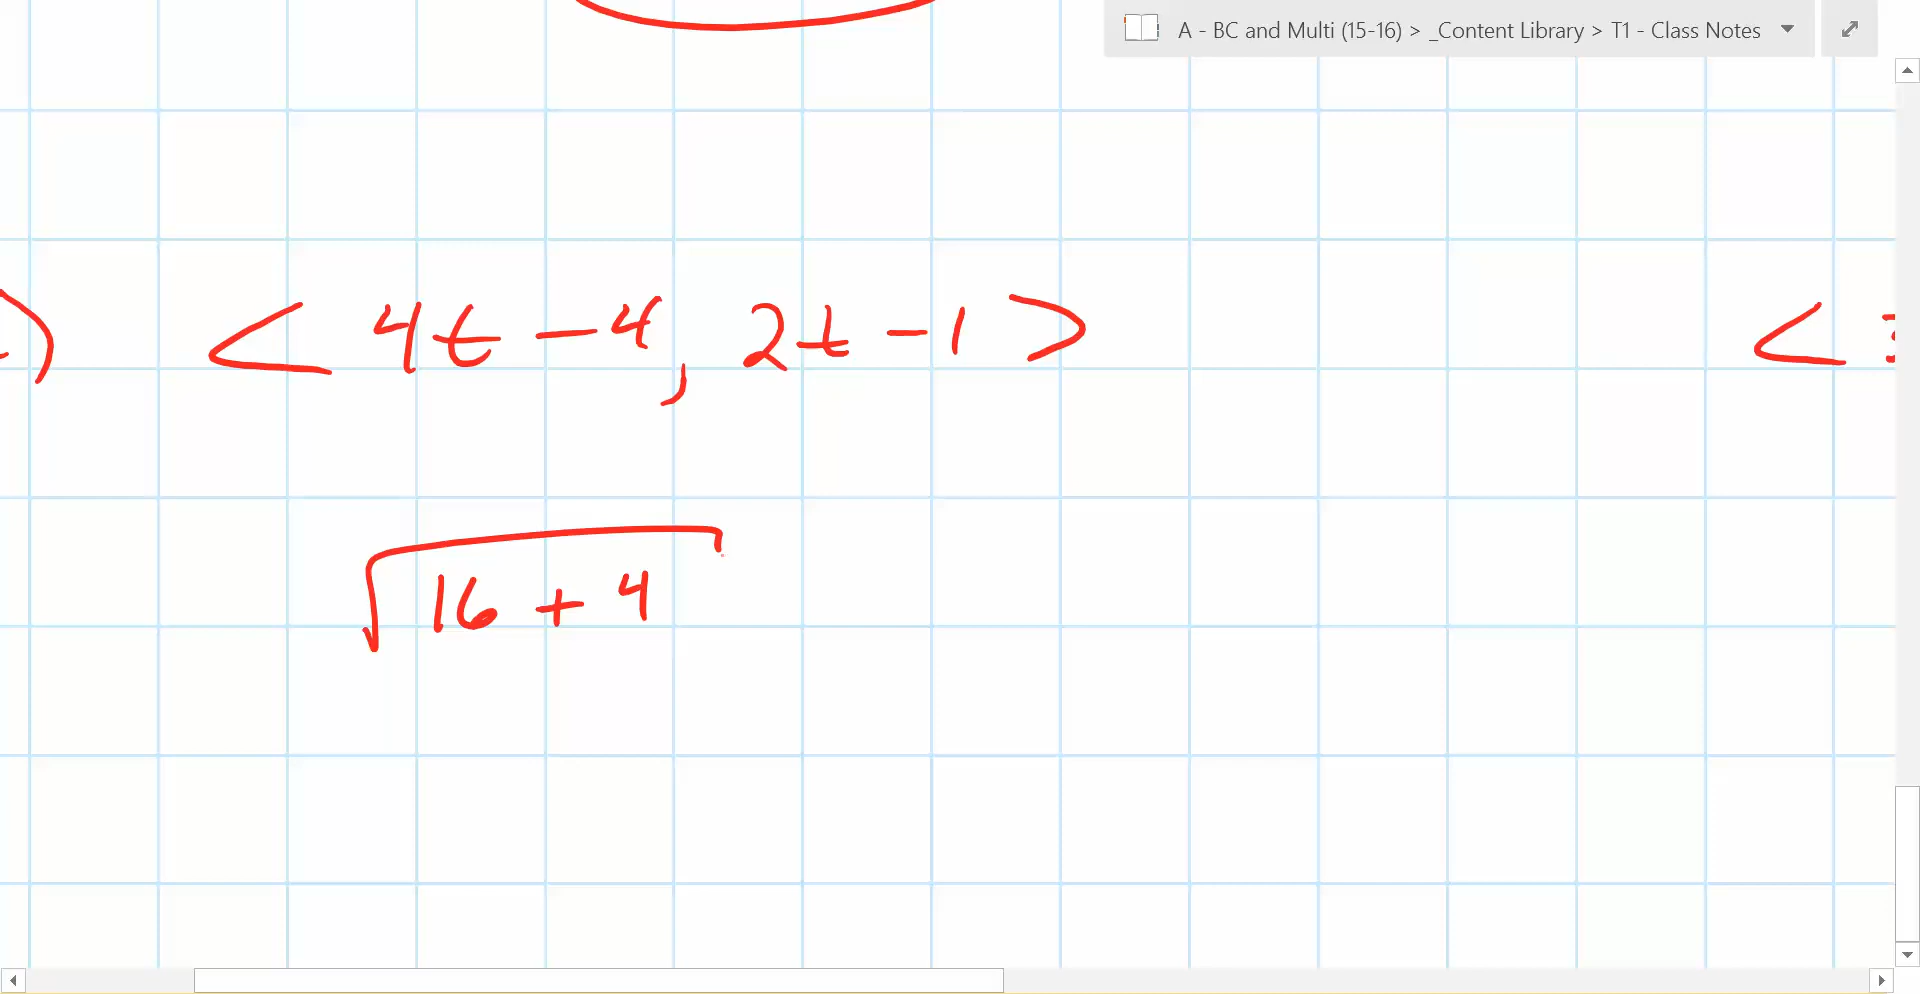 A - BC and Multi (15-16) > _Content Library > T1 - Class Notes
) < 4t - 4, 2t - 1 > <
√16 + 4